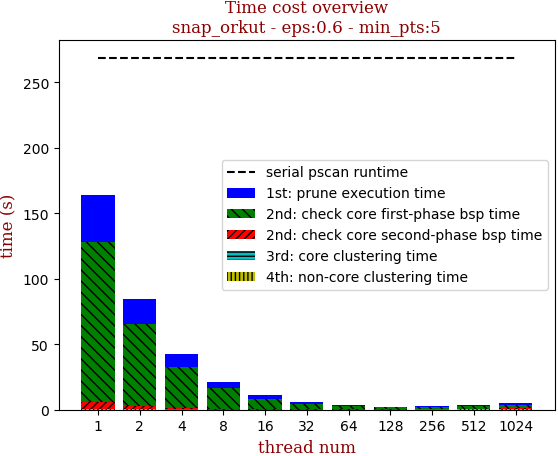 Time cost overview
snap_orkut - eps:0.6 - min_pts:5
time (s)
250
200
150
100
50
0
serial pscan runtime
1st: prune execution time
2nd: check core first-phase bsp time
2nd: check core second-phase bsp time
3rd: core clustering time
4th: non-core clustering time
1 2 4 8 16 32 64 128 256 512 1024
thread num